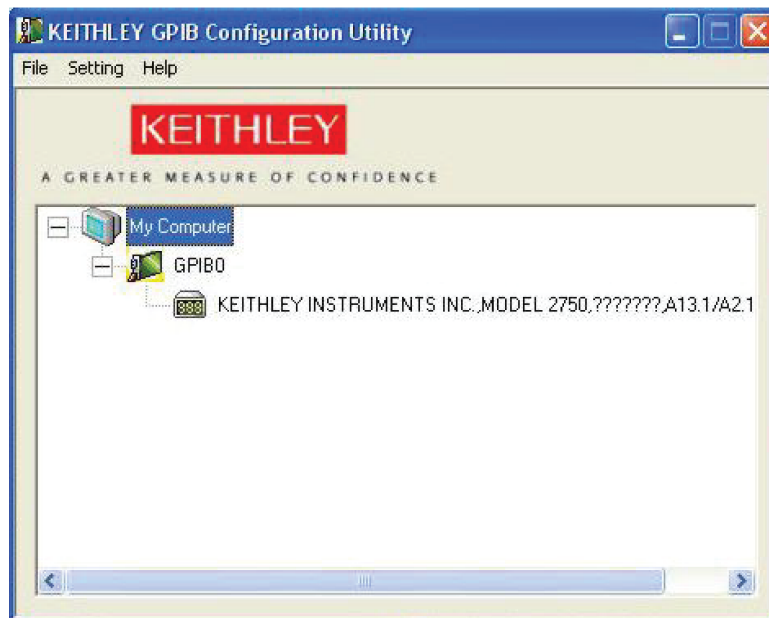 KEITHLEY GPIB Configuration Utility
File Setting Help
KEITHLEY
A GREATER MEASURE OF CONFIDENCE
My Computer
GPIB0
KEITHLEY INSTRUMENTS INC.,MODEL 2750,???????,A13.1/A2.1